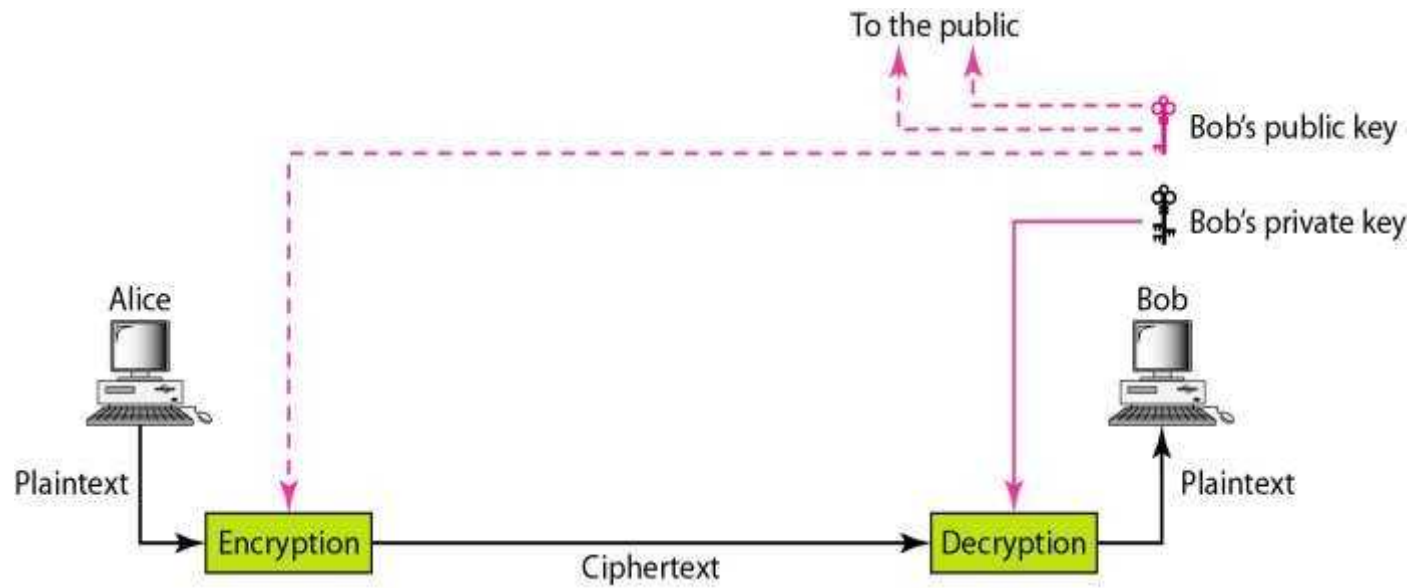 To the public
Bob's public key
Bob's private key
Alice
Bob
Plaintext
Plaintext
Encryption
Ciphertext
Decryption